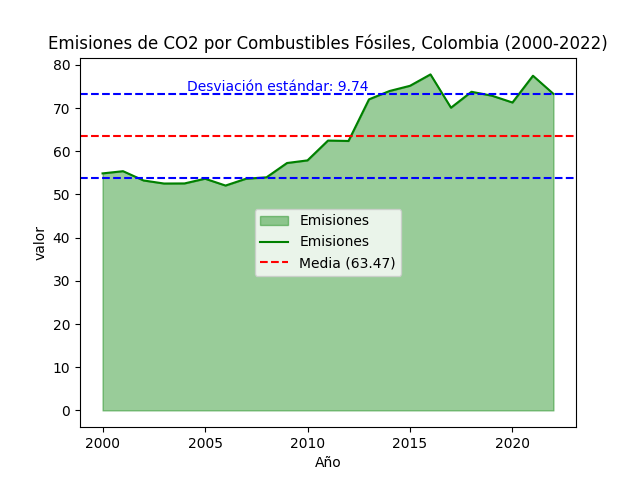 Emisiones de CO2 por Combustibles Fósiles, Colombia (2000-2022)
80
70
60
50
40
30
20
10
0
valor
Desviación estándar: 9.74
Emisiones
Emisiones
Media (63.47)
2000 2005 2010 2015 2020
Año